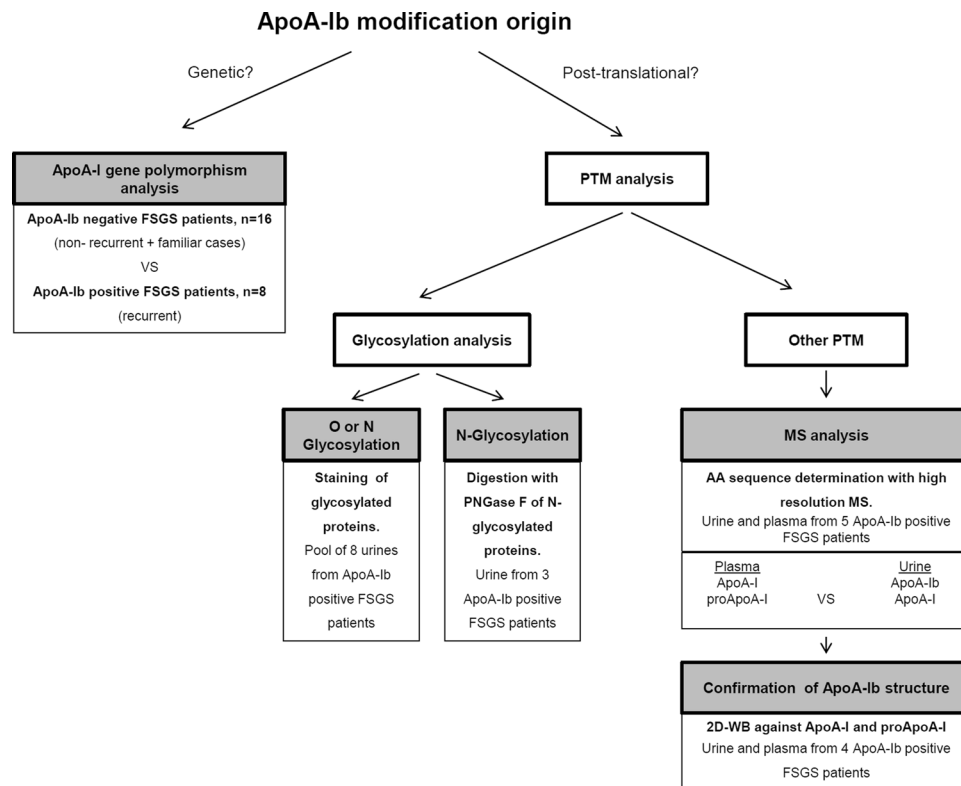 ApoA-Ib modification origin
Genetic?
Post-translational?
ApoA-I gene polymorphism
analysis
ApoA-Ib negative FSGS patients, n=16
(non- recurrent + familiar cases)
VS
ApoA-Ib positive FSGS patients, n=8
(recurrent)
PTM analysis
Glycosylation analysis
Other PTM
O or N
Glycosylation
Staining of
glycosylated
proteins.
Pool of 8 urines
from ApoA-Ib
positive FSGS
patients
N-Glycosylation
Digestion with
PNGase F of N-
glycosylated
proteins.
Urine from 3
ApoA-Ib positive
FSGS patients
MS analysis
AA sequence determination with high
resolution MS.
Urine and plasma from 5 ApoA-Ib positive
FSGS patients
Plasma Urine
ApoA-I ApoA-Ib
proApoA-I VS ApoA-I
Confirmation of ApoA-Ib structure
2D-WB against ApoA-I and proApoA-I
Urine and plasma from 4 ApoA-Ib positive
FSGS patients